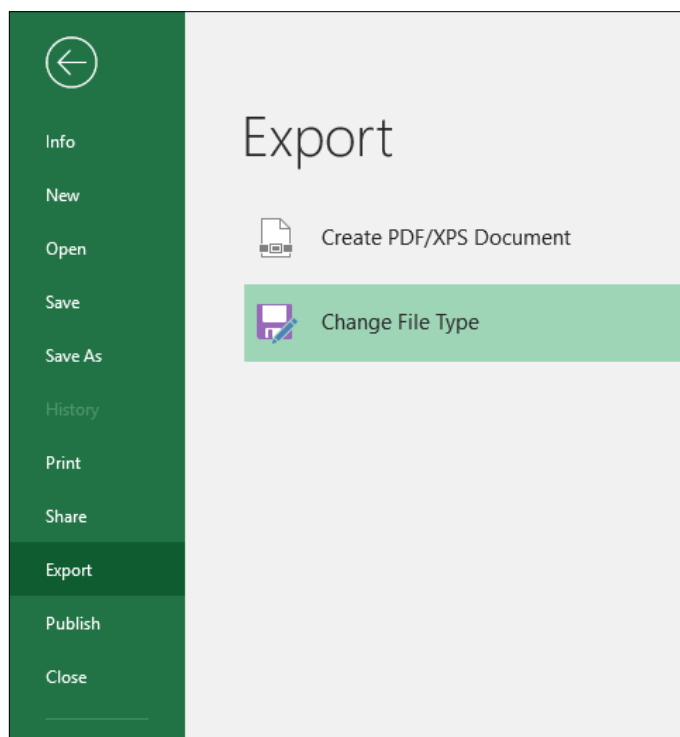 Info
New
Open
Save
Save As
History
Print
Share
Export
Publish
Close
Export
Create PDF/XPS Document
Change File Type